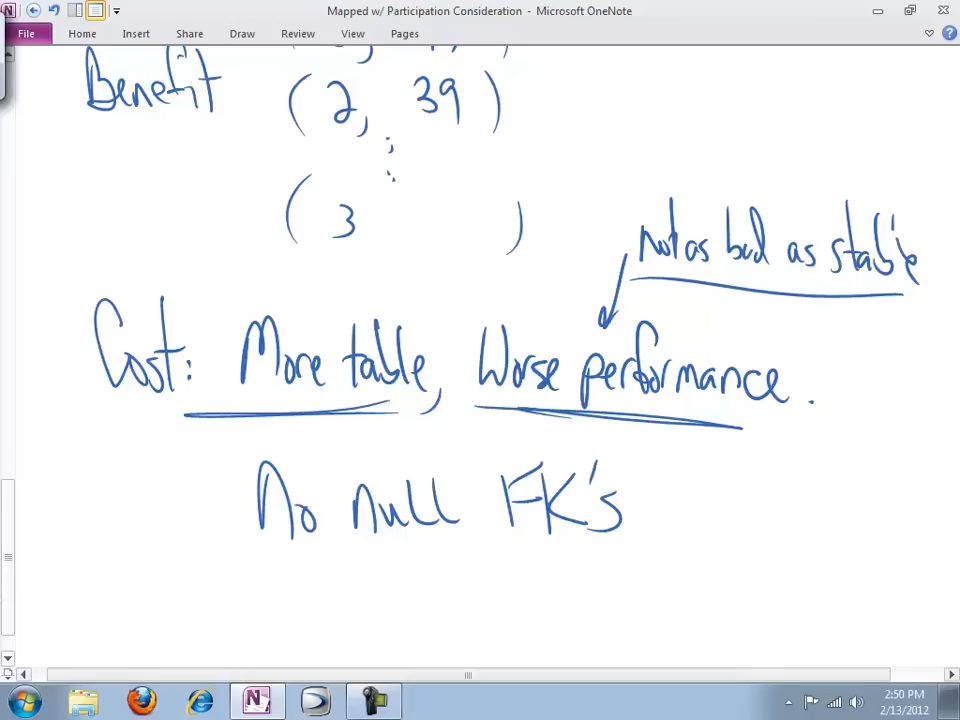 Mapped w/ Participation Consideration - Microsoft OneNote
File Home Insert Share Draw Review View Pages
Benefit ( 2, 39 )
( 3 )
not as bad as stable
Cost: More table, Worse performance.
No null FK's
2:50 PM
2/13/2012